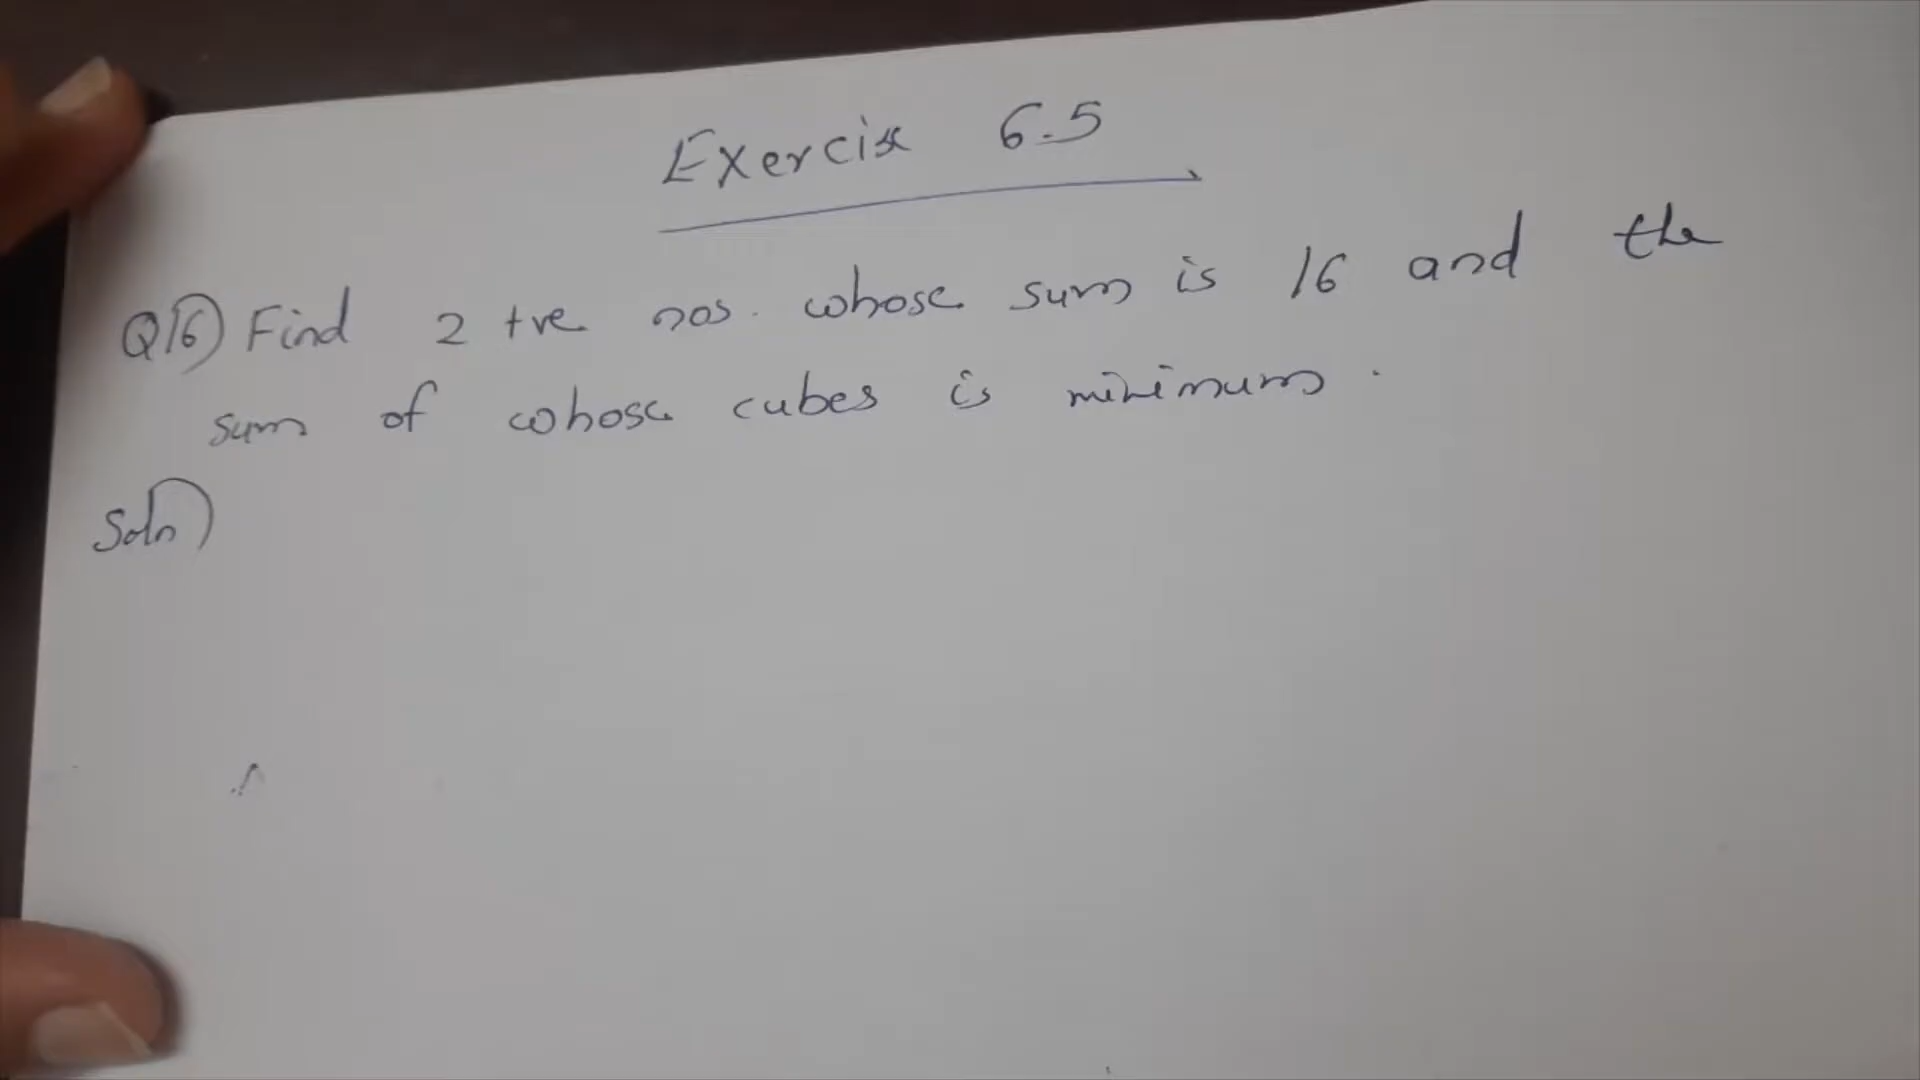 Exercise 6.5
Q16) Find 2 +ve nos. whose sum is 16 and the
sum of whose cubes is minimum.
Soln)